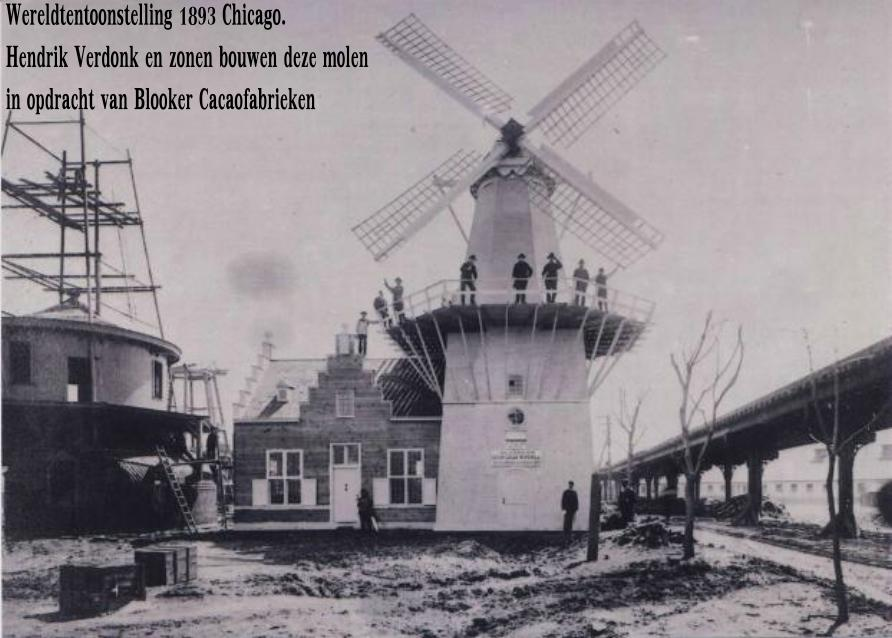 Wereldtentoonstelling 1893 Chicago.
Hendrik Verdonk en zonen bouwen deze molen
in opdracht van Blooker Cacaofabrieken